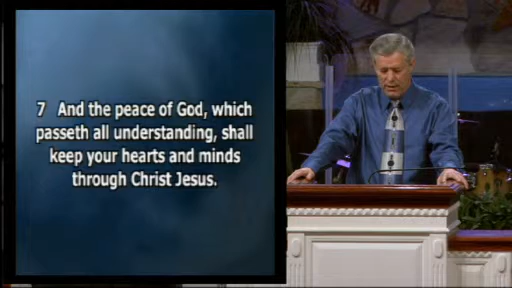 7 And the peace of God, which
passeth all understanding, shall
keep your hearts and minds
through Christ Jesus.